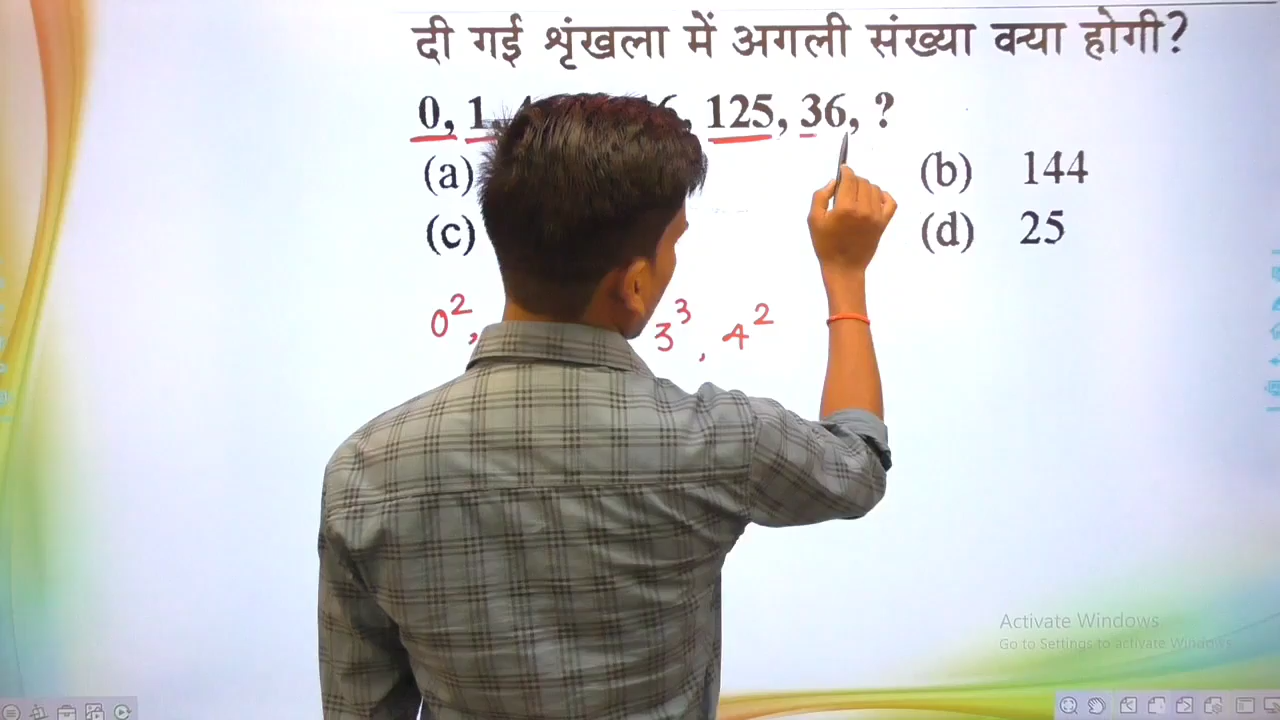 दी गई श्रृंखला में अगली संख्या क्या होगी?
0, 1, 125, 36, ?
(a) (b) 144
(c) (d) 25
0², 3³, 4²
Activate Windows
Go to Settings to activate Windows.